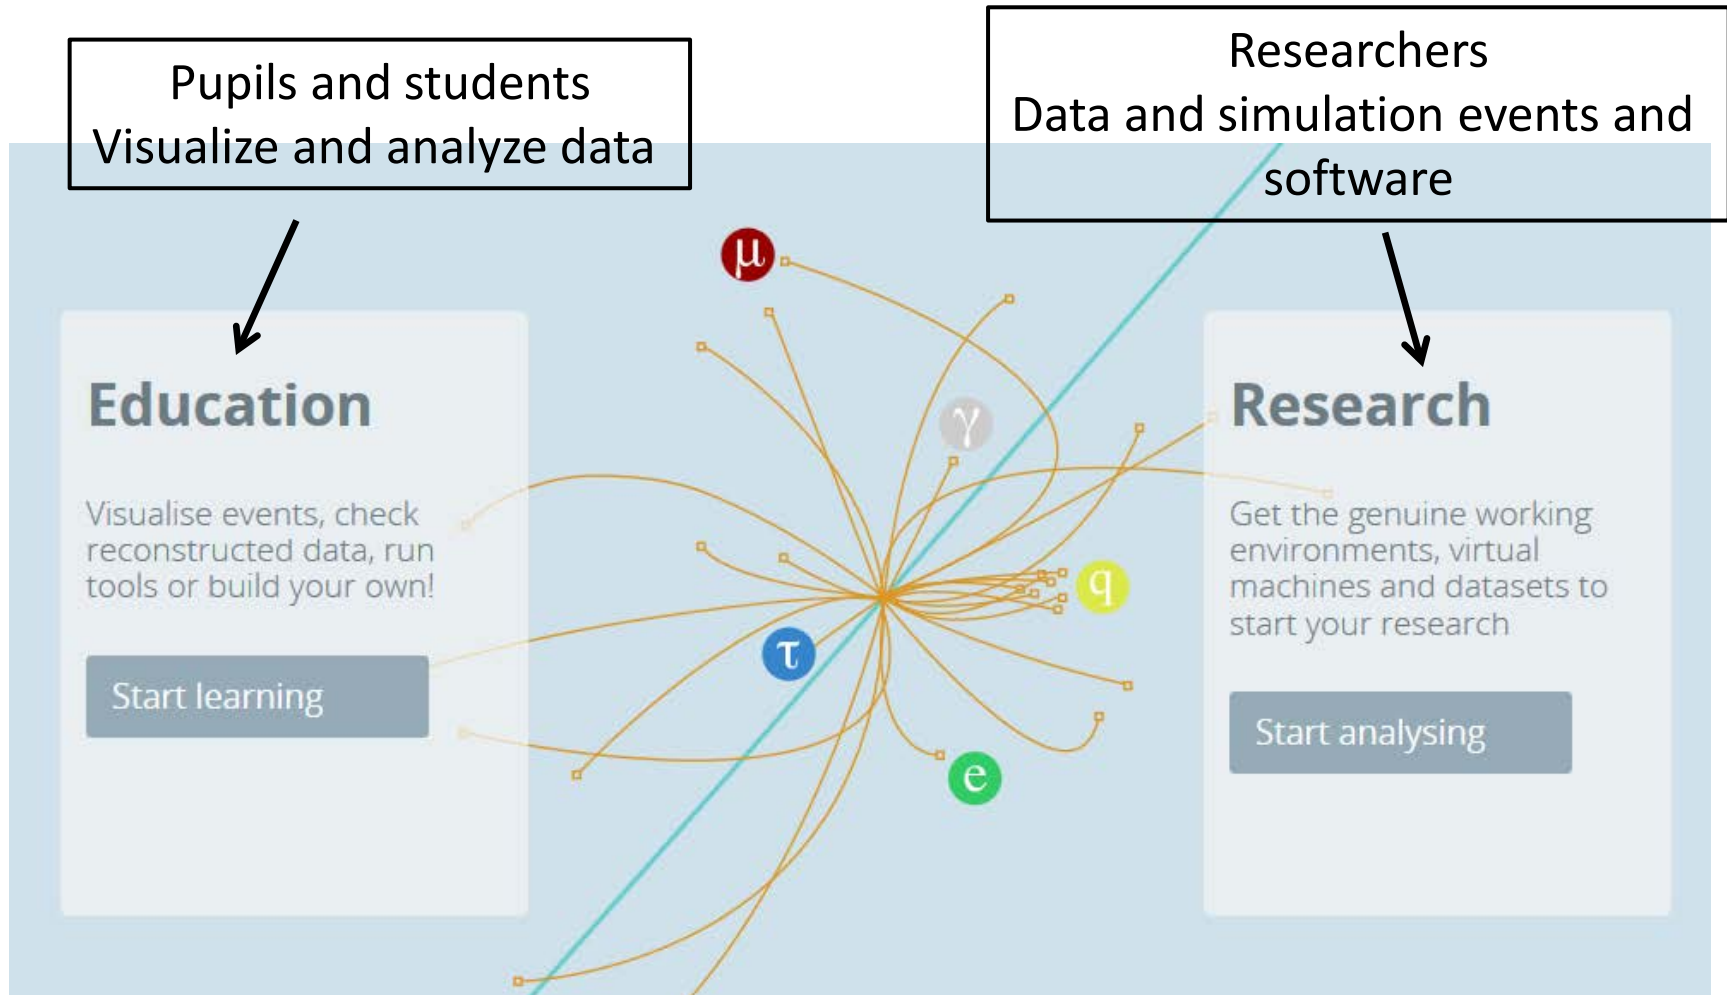 Pupils and students
Visualize and analyze data
Researchers
Data and simulation events and
software
μ
γ
q
τ
e
Education
Visualise events, check
reconstructed data, run
tools or build your own!
Start learning
Research
Get the genuine working
environments, virtual
machines and datasets to
start your research
Start analysing